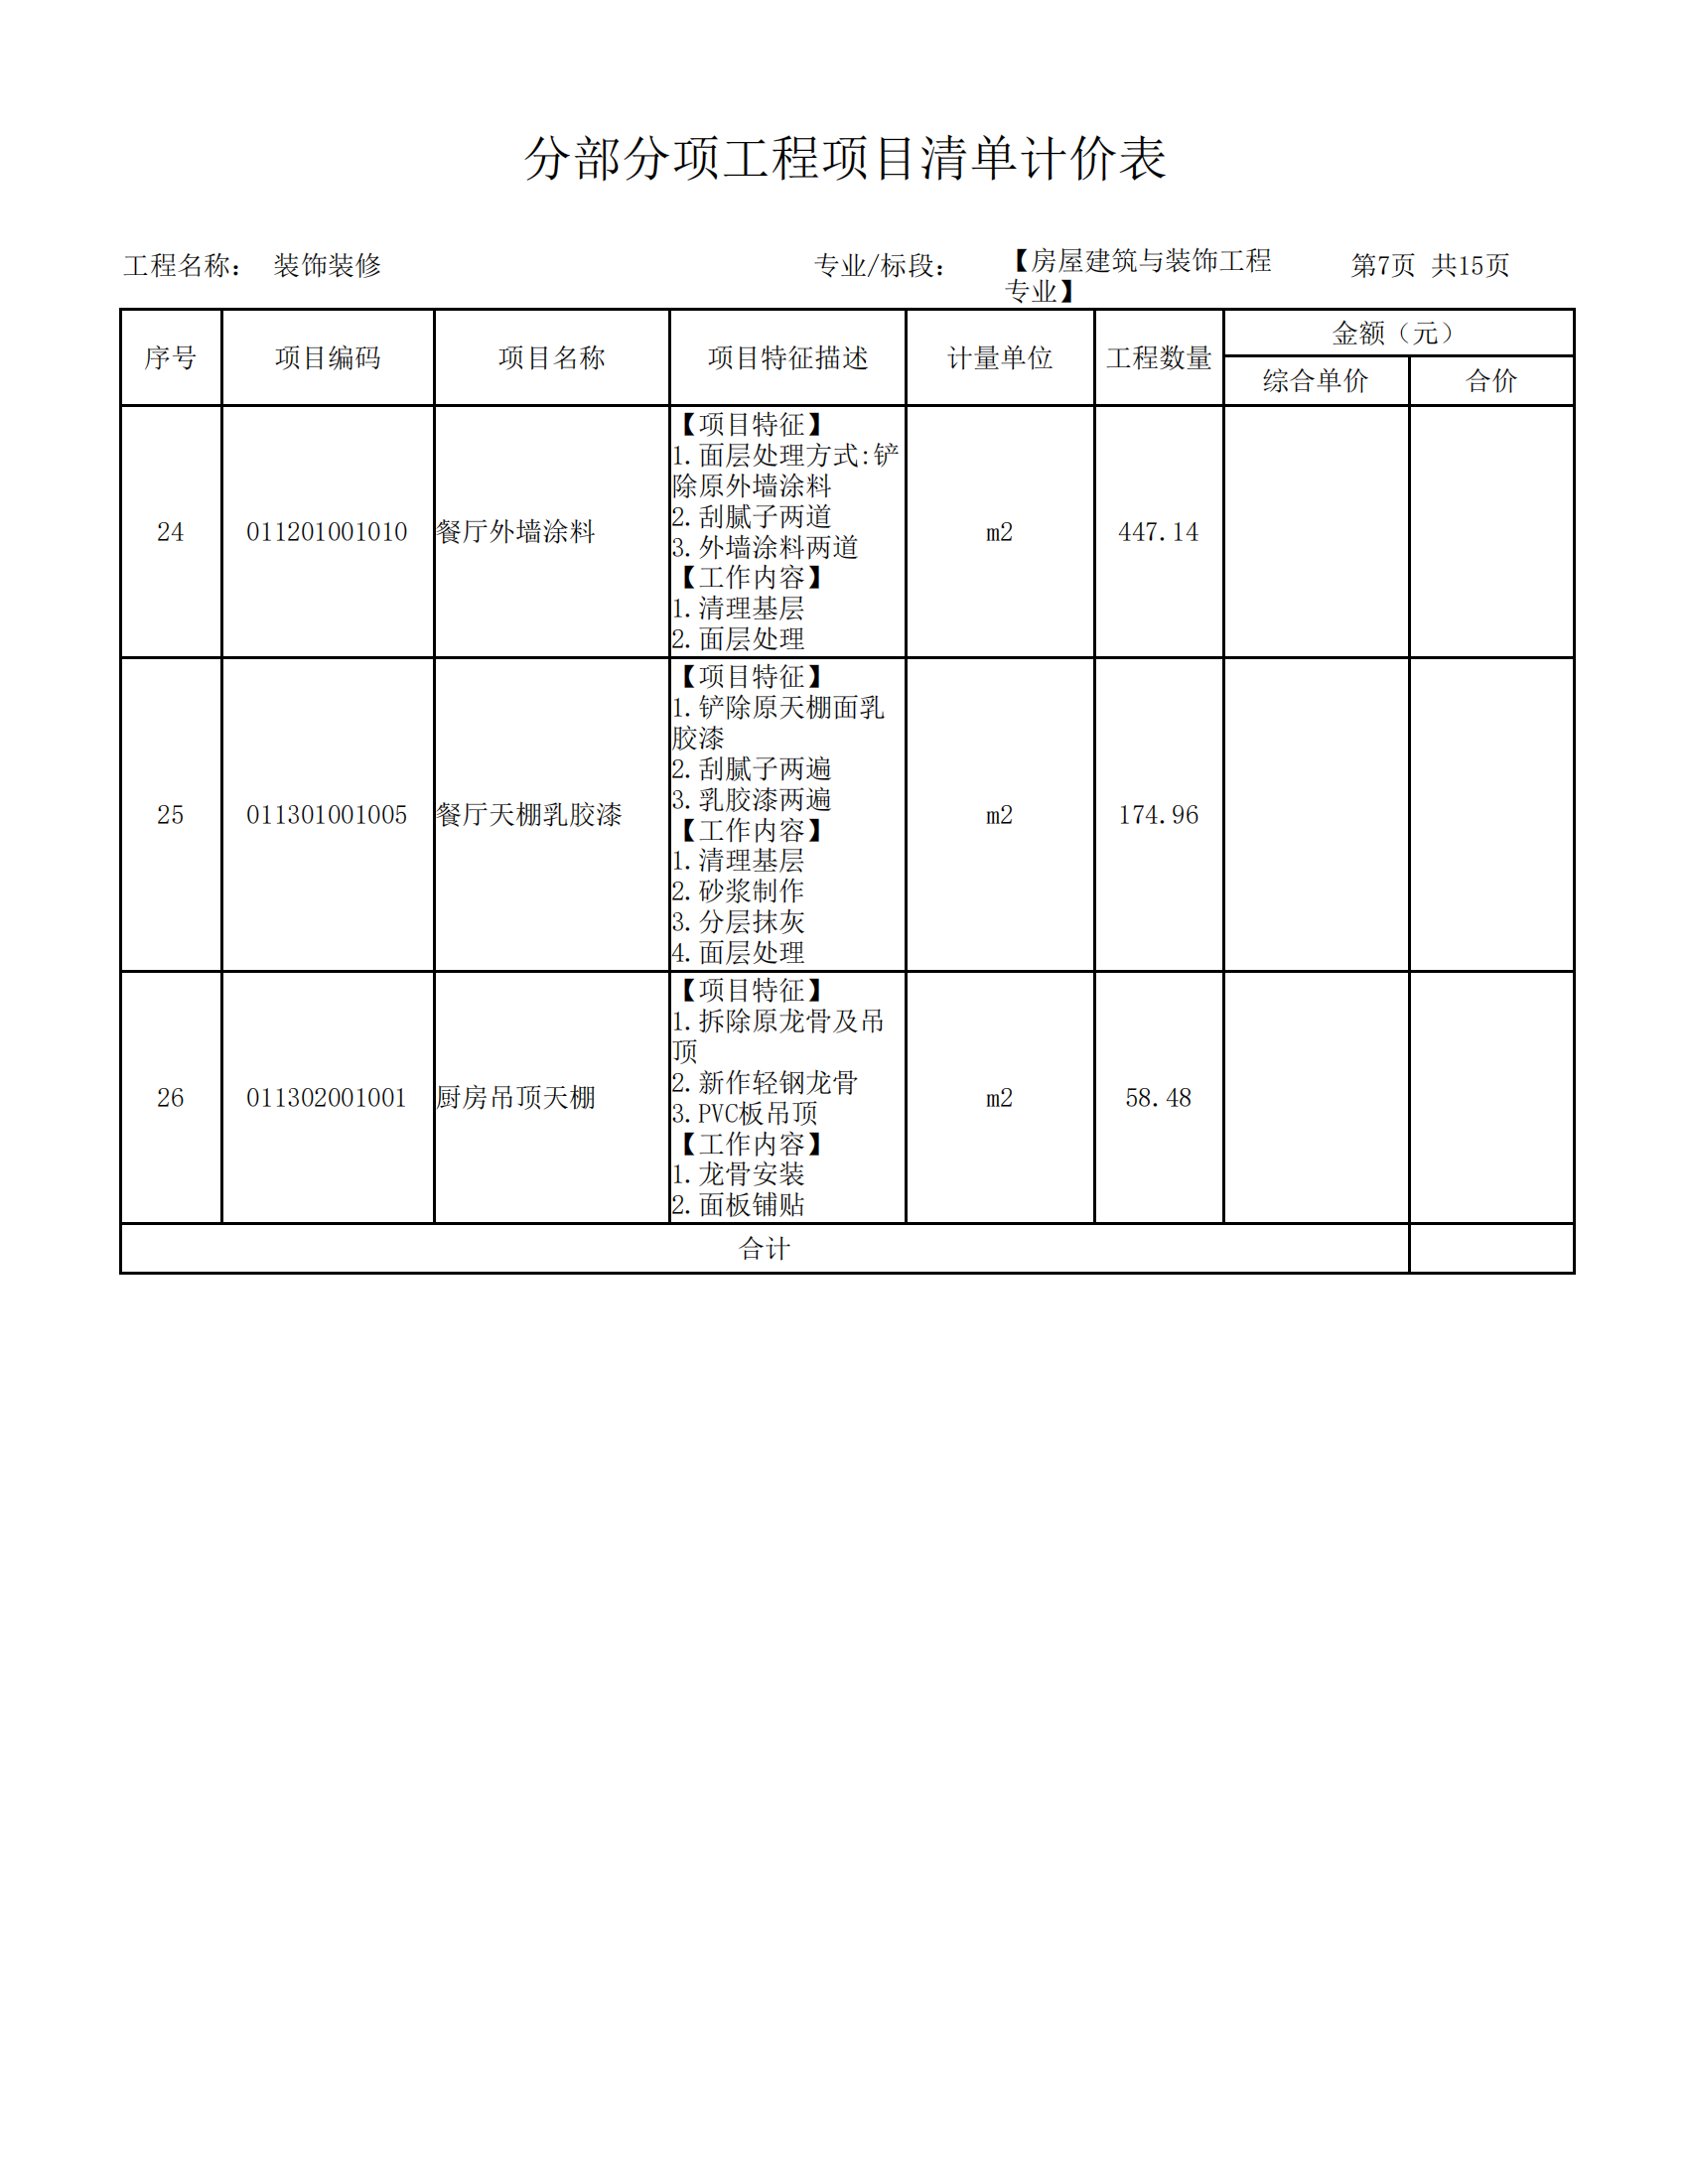 分部分项工程项目清单计价表
工程名称： 装饰装修 专业/标段： 【房屋建筑与装饰工程 第7页 共15页
专业】
序号 项目编码 项目名称 项目特征描述 计量单位 工程数量 金额（元）
综合单价 合价
【项目特征】
1.面层处理方式:铲
除原外墙涂料
2.刮腻子两道
24 011201001010 餐厅外墙涂料 m2 447.14
3.外墙涂料两道
【工作内容】
1.清理基层
2.面层处理
【项目特征】
1.铲除原天棚面乳
胶漆
2.刮腻子两遍
3.乳胶漆两遍
25 011301001005 餐厅天棚乳胶漆 m2 174.96
【工作内容】
1.清理基层
2.砂浆制作
3.分层抹灰
4.面层处理
【项目特征】
1.拆除原龙骨及吊
顶
2.新作轻钢龙骨
26 011302001001 厨房吊顶天棚 m2 58.48
3.PVC板吊顶
【工作内容】
1.龙骨安装
2.面板铺贴
合计